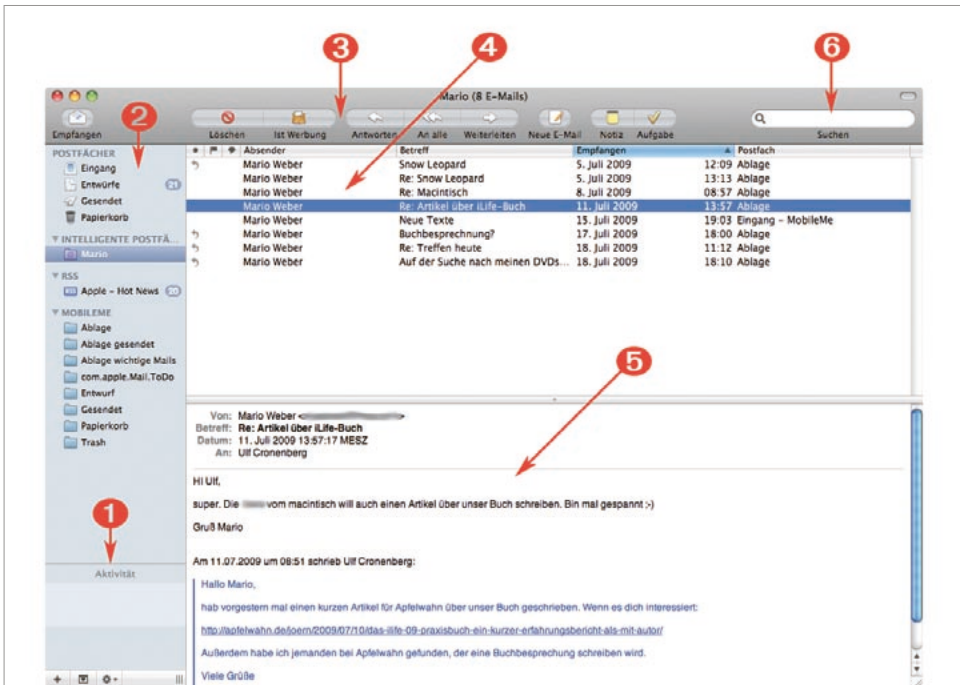 3
4
6
Mario (8 E-Mails)
2
Empfangen
Löschen Ist Werbung Antworten An alle Weiterleiten Neue E-Mail Notiz Aufgabe Suchen
POSTFÄCHER
Eingang
Entwürfe 21
Gesendet
Papierkorb
INTELLIGENTE POSTFÄ...
Mario
RSS
Apple – Hot News 20
MOBILEME
Ablage
Ablage gesendet
Ablage wichtige Mails
com.apple.Mail.ToDo
Entwurf
Gesendet
Papierkorb
Trash
1
Aktivität
Absender Betreff Empfangen Postfach
Mario Weber Snow Leopard 5. Juli 2009 12:09 Ablage
Mario Weber Re: Snow Leopard 5. Juli 2009 13:13 Ablage
Mario Weber Re: Macintisch 8. Juli 2009 08:57 Ablage
Mario Weber Re: Artikel über iLife-Buch 11. Juli 2009 13:57 Ablage
Mario Weber Neue Texte 15. Juli 2009 19:03 Eingang – MobileMe
Mario Weber Buchbesprechnung? 17. Juli 2009 18:00 Ablage
Mario Weber Re: Treffen heute 18. Juli 2009 11:12 Ablage
Mario Weber Auf der Suche nach meinen DVDs... 18. Juli 2009 18:10 Ablage
5
Von: Mario Weber
Betreff: Re: Artikel über iLife-Buch
Datum: 11. Juli 2009 13:57:17 MESZ
An: Ulf Cronenberg
Hi Ulf,
super. Die vom macintisch will auch einen Artikel über unser Buch schreiben. Bin mal gespannt :-)
Gruß Mario
Am 11.07.2009 um 08:51 schrieb Ulf Cronenberg:
Hallo Mario,
hab vorgestern mal einen kurzen Artikel für Apfelwahn über unser Buch geschrieben. Wenn es dich interessiert:
http://apfelwahn.de/joern/2009/07/10/das-ilife-09-praxisbuch-ein-kurzer-erfahrungsbericht-als-mit-autor/
Außerdem habe ich jemanden bei Apfelwahn gefunden, der eine Buchbesprechung schreiben wird.
Viele Grüße